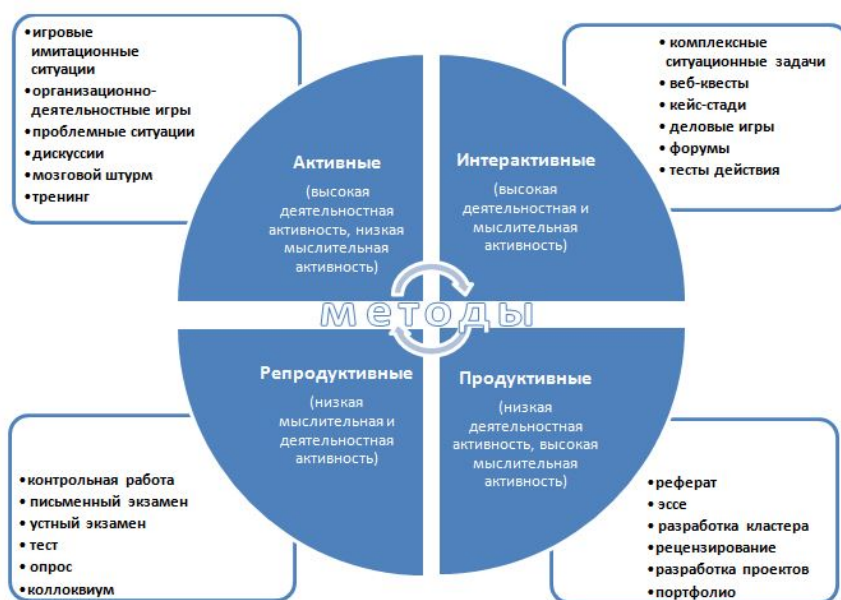 •игровые
имитационные
ситуации
•организационно-
деятельностные игры
•проблемные ситуации
•дискуссии
•мозговой штурм
•тренинг
• комплексные
ситуационные задачи
• веб-квесты
• кейс-стади
• деловые игры
• форумы
• тесты действия
Активные
(высокая
деятельностная
активность, низкая
мыслительная
активность)
Интерактивные
(высокая
деятельностная и
мыслительная
активность)
методы
Репродуктивные
(низкая
мыслительная и
деятельностная
активность)
Продуктивные
(низкая
деятельностная
активность, высокая
мыслительная
активность)
•контрольная работа
• письменный экзамен
• устный экзамен
• тест
• опрос
• коллоквиум
•реферат
• эссе
• разработка кластера
•рецензирование
•разработка проектов
•портфолио